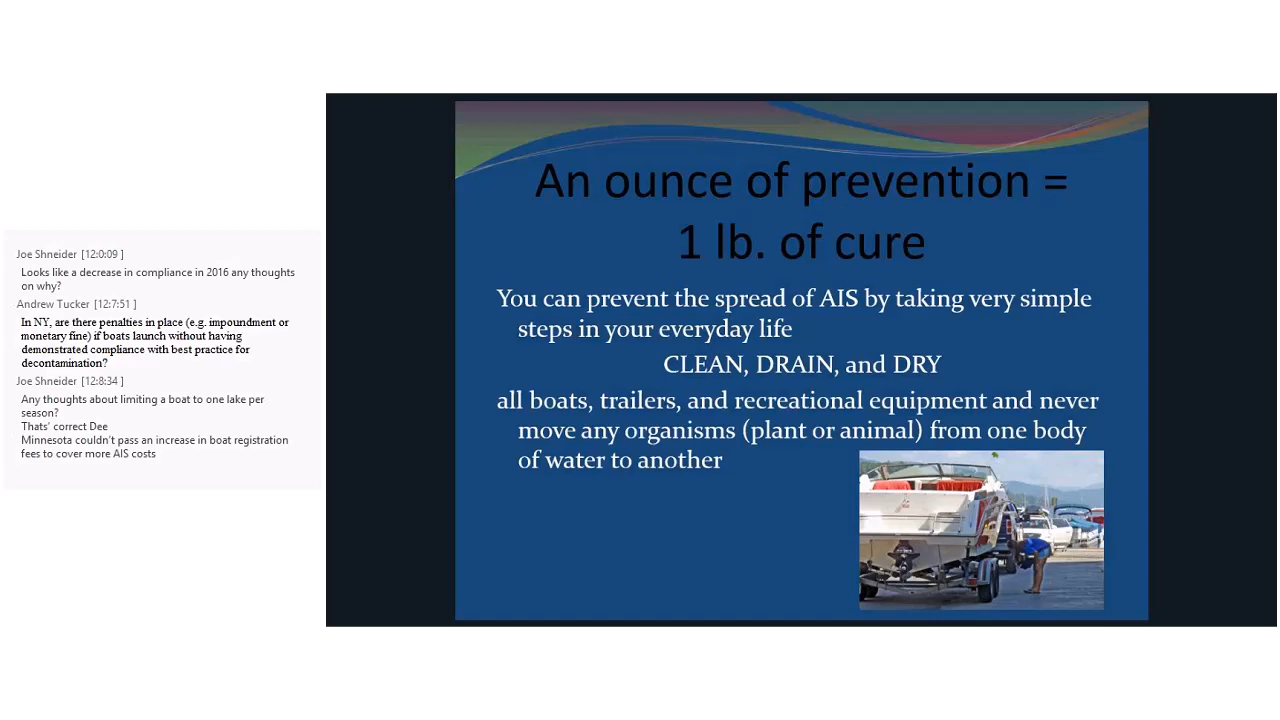 Joe Shneider [12:0:09 ]
Looks like a decrease in compliance in 2016 any thoughts
on why?
Andrew Tucker [12:7:51 ]
In NY, are there penalties in place (e.g. impoundment or
monetary fine) if boats launch without having
demonstrated compliance with best practice for
decontamination?
Joe Shneider [12:8:34 ]
Any thoughts about limiting a boat to one lake per
season?
Thats' correct Dee
Minnesota couldn't pass an increase in boat registration
fees to cover more AIS costs
An ounce of prevention =
1 lb. of cure
You can prevent the spread of AIS by taking very simple
steps in your everyday life
CLEAN, DRAIN, and DRY
all boats, trailers, and recreational equipment and never
move any organisms (plant or animal) from one body
of water to another